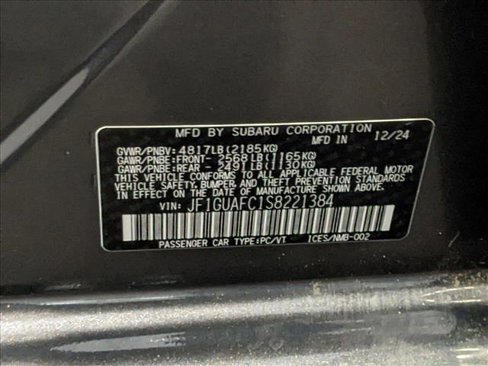 MFD BY SUBARU CORPORATION 12/24
GVWR/PNBV: 4817LB(2185KG)
GAWR/PNBE:FRONT- 2568LB(1165KG)
GAWR/PNBE:REAR - 2491LB(1130KG)
THIS VEHICLE CONFORMS TO ALL APPLICABLE FEDERAL MOTOR
VEHICLE SAFETY, BUMPER, AND THEFT PREVENTION STANDARDS
IN EFFECT ON THE DATE OF MANUFACTURE SHOWN ABOVE.
VIN: JF1GUAFC1S8221384
PASSENGER CAR TYPE:PC/VT ICES/NMB-002